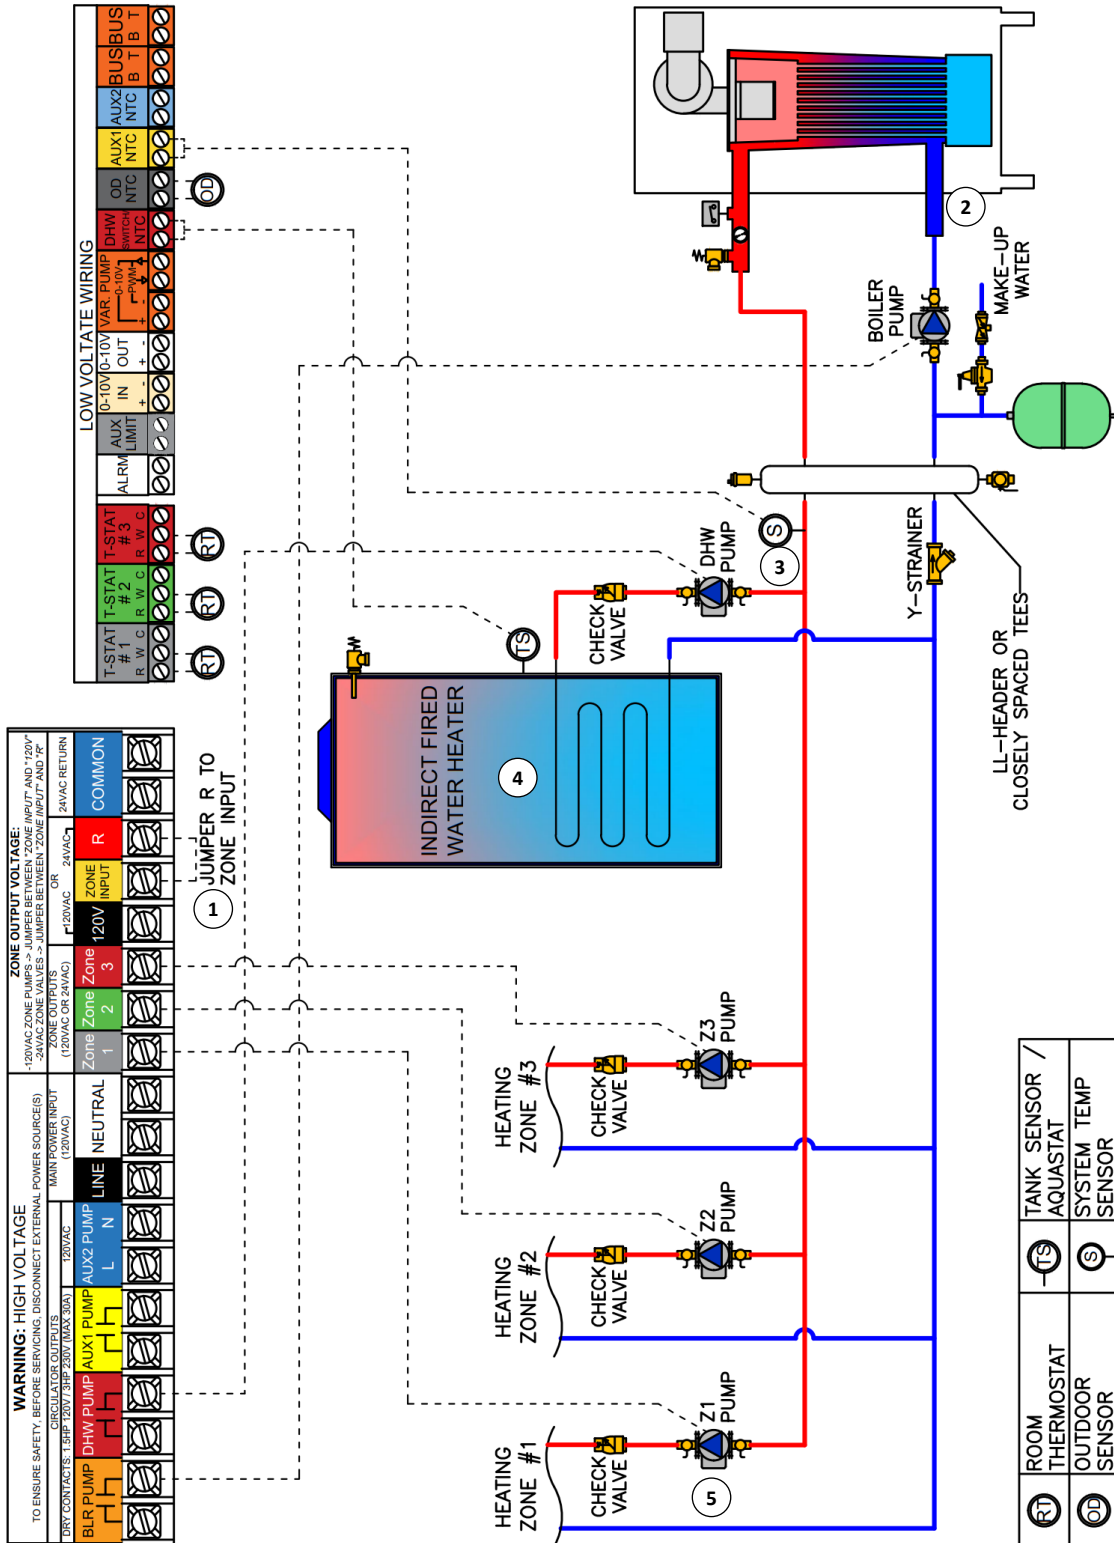 WARNING: HIGH VOLTAGE
TO ENSURE SAFETY, BEFORE SERVICING, DISCONNECT EXTERNAL POWER SOURCE(S)
ZONE OUTPUT VOLTAGE:
-120VAC ZONE PUMPS -> JUMPER BETWEEN "ZONE INPUT" AND "120V"
-24VAC ZONE VALVES -> JUMPER BETWEEN "ZONE INPUT" AND "R"
CIRCULATOR OUTPUTS
DRY CONTACTS: 1.5HP 120V / 3HP 230V (MAX 30A)
120VAC
MAIN POWER INPUT
(120VAC)
ZONE OUTPUTS
(120VAC OR 24VAC)
OR
120VAC
24VAC
24VAC RETURN
BLR PUMP
DHW PUMP
AUX1 PUMP
AUX2 PUMP
L N
LINE
NEUTRAL
Zone
1
Zone
2
Zone
3
120V
ZONE
INPUT
R
COMMON
1
JUMPER R TO
ZONE INPUT
LOW VOLTATE WIRING
T-STAT
# 1
R W C
T-STAT
# 2
R W C
T-STAT
# 3
R W C
ALRM
AUX
LIMIT
0-10V
IN
+ -
0-10V
OUT
+ -
VAR. PUMP
0-10V
PWM
+ -
DHW
SWITCH/
NTC
OD
NTC
AUX1
NTC
AUX2
NTC
BUS
B T
BUS
B T
RT
RT
RT
OD
INDIRECT FIRED
WATER HEATER
4
TS
CHECK
VALVE
DHW
PUMP
S
3
BOILER
PUMP
2
MAKE-UP
WATER
Y-STRAINER
LL-HEADER OR
CLOSELY SPACED TEES
HEATING
ZONE #1
CHECK
VALVE
Z1
PUMP
5
HEATING
ZONE #2
CHECK
VALVE
Z2
PUMP
HEATING
ZONE #3
CHECK
VALVE
Z3
PUMP
RT
ROOM
THERMOSTAT
TS
TANK SENSOR /
AQUASTAT
OD
OUTDOOR
SENSOR
S
SYSTEM TEMP
SENSOR